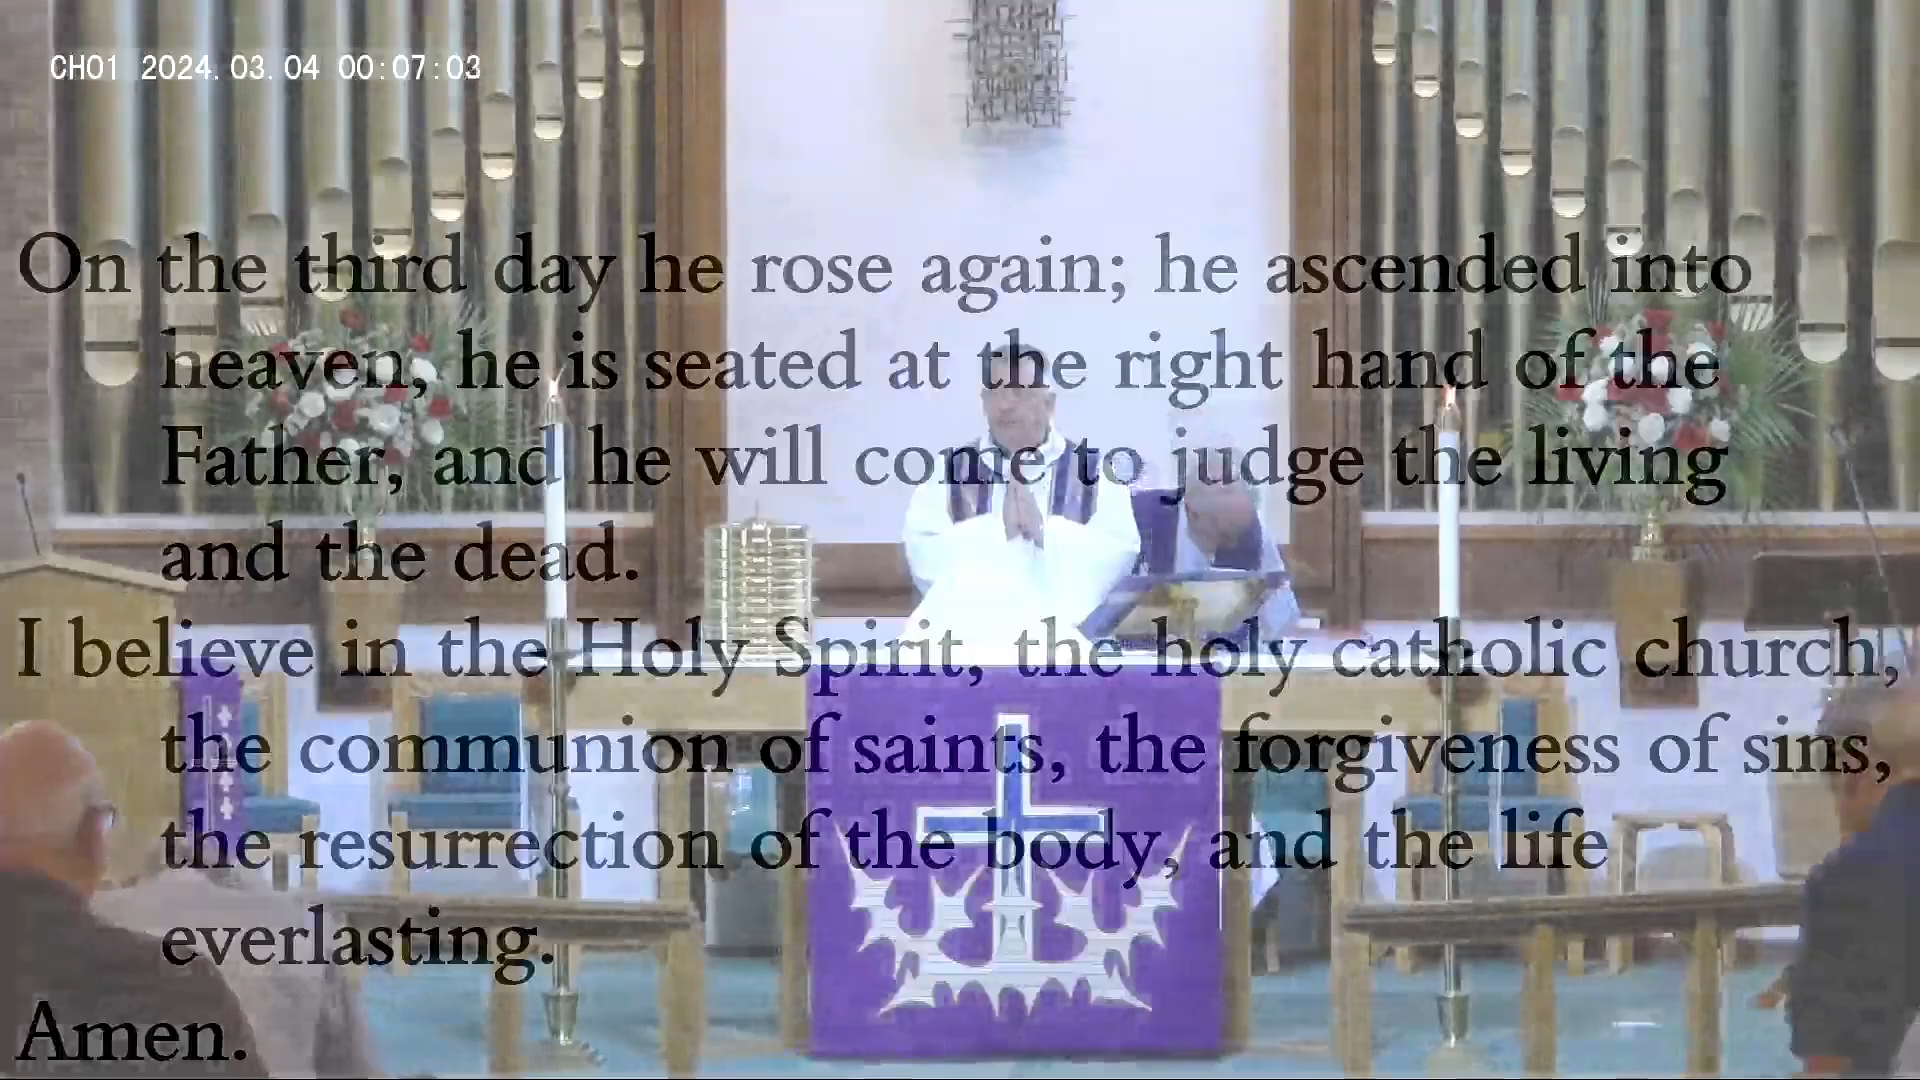 CH01 2024.03.04 00:07:03
On the third day he rose again; he ascended into
heaven, he is seated at the right hand of the
Father, and he will come to judge the living
and the dead.
I believe in the Holy Spirit, the holy catholic church,
the communion of saints, the forgiveness of sins,
the resurrection of the body, and the life
everlasting.
Amen.